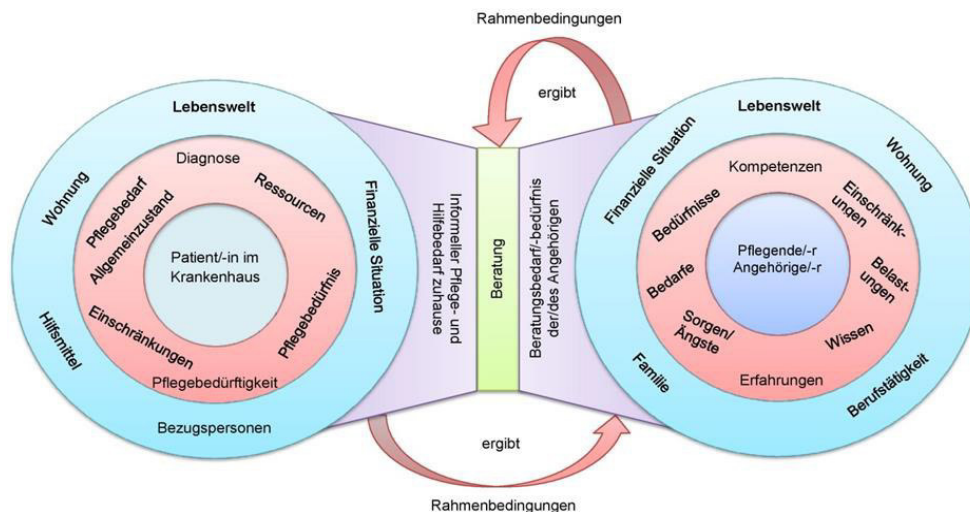 Rahmenbedingungen
ergibt
Lebenswelt
Wohnung
Finanzielle Situation
Hilfsmittel
Bezugspersonen
Diagnose
Ressourcen
Pflegebedarf
Allgemeinzustand
Einschränkungen
Pflegebedürfnis
Pflegebedürftigkeit
Patient/-in im
Krankenhaus
Informeller Pflege- und
Hilfebedarf zuhause
Beratung
Beratungsbedarf/-bedürfnis
der/des Angehörigen
Lebenswelt
Finanzielle Situation
Wohnung
Familie
Berufstätigkeit
Kompetenzen
Bedürfnisse
Einschränk-
ungen
Bedarfe
Belast-
ungen
Sorgen/
Ängste
Wissen
Erfahrungen
Pflegende/-r
Angehörige/-r
ergibt
Rahmenbedingungen